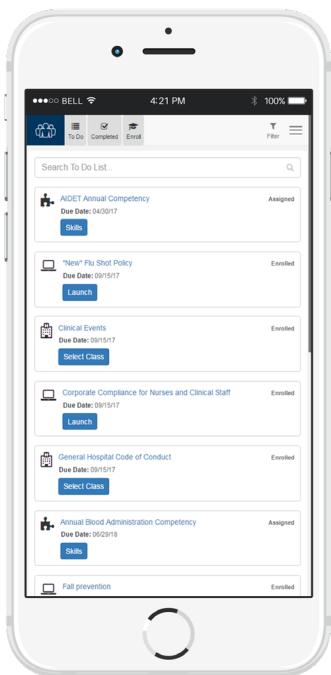 BELL 4:21 PM 100%
To Do Completed Enroll Filter
Search To Do List...
AIDET Annual Competency Assigned
Due Date: 04/30/17
Skills
"New" Flu Shot Policy Enrolled
Due Date: 09/15/17
Launch
Clinical Events Enrolled
Due Date: 09/15/17
Select Class
Corporate Compliance for Nurses and Clinical Staff Enrolled
Due Date: 09/15/17
Launch
General Hospital Code of Conduct Enrolled
Due Date: 09/15/17
Select Class
Annual Blood Administration Competency Assigned
Due Date: 06/29/18
Skills
Fall prevention Enrolled